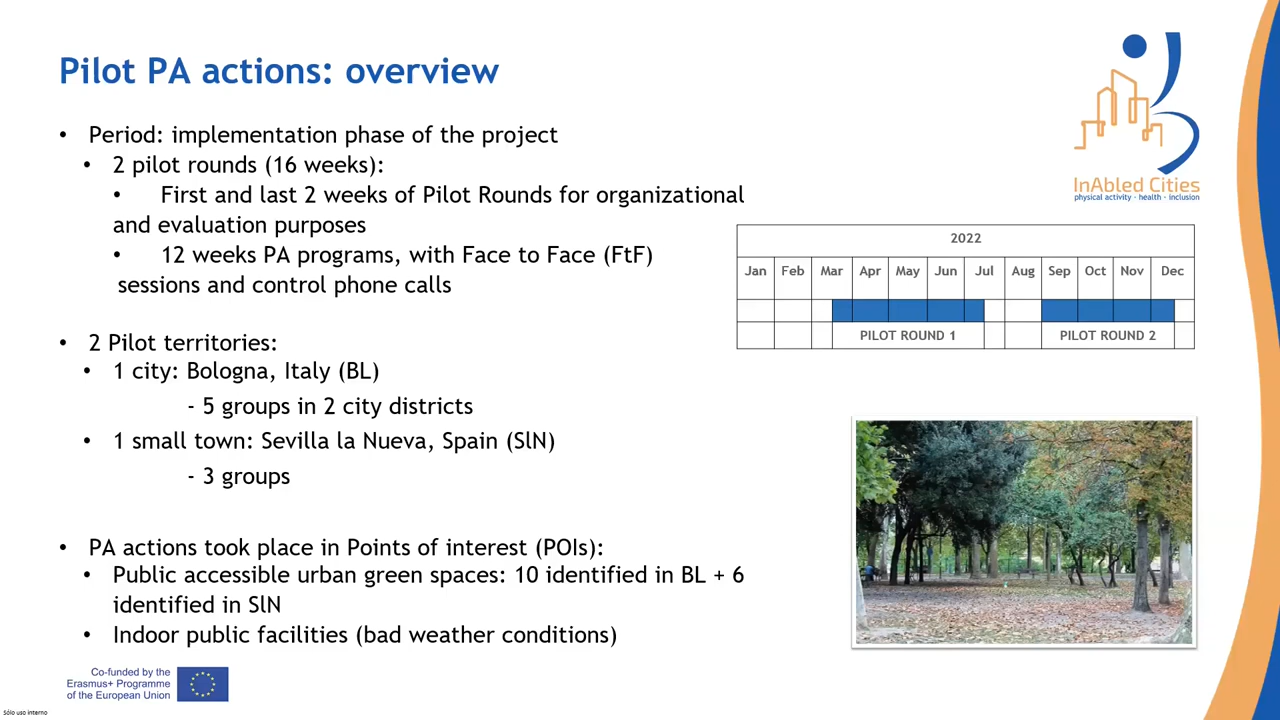 Pilot PA actions: overview
• Period: implementation phase of the project
• 2 pilot rounds (16 weeks):
• First and last 2 weeks of Pilot Rounds for organizational
and evaluation purposes
• 12 weeks PA programs, with Face to Face (FtF)
sessions and control phone calls
• 2 Pilot territories:
• 1 city: Bologna, Italy (BL)
- 5 groups in 2 city districts
• 1 small town: Sevilla la Nueva, Spain (SlN)
- 3 groups
• PA actions took place in Points of interest (POIs):
• Public accessible urban green spaces: 10 identified in BL + 6
identified in SlN
• Indoor public facilities (bad weather conditions)
InAbled Cities
physical activity - health - inclusion
2022
Jan Feb Mar Apr May Jun Jul Aug Sep Oct Nov Dec
PILOT ROUND 1 PILOT ROUND 2
Co-funded by the
Erasmus+ Programme
of the European Union
Sólo uso interno